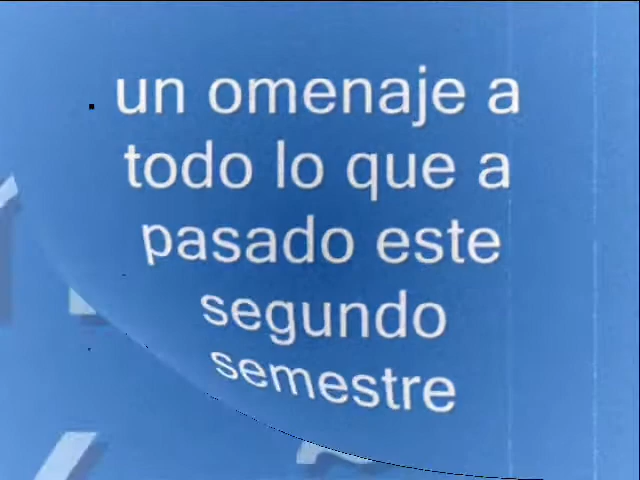 un omenaje a
todo lo que a
pasado este
segundo
semestre